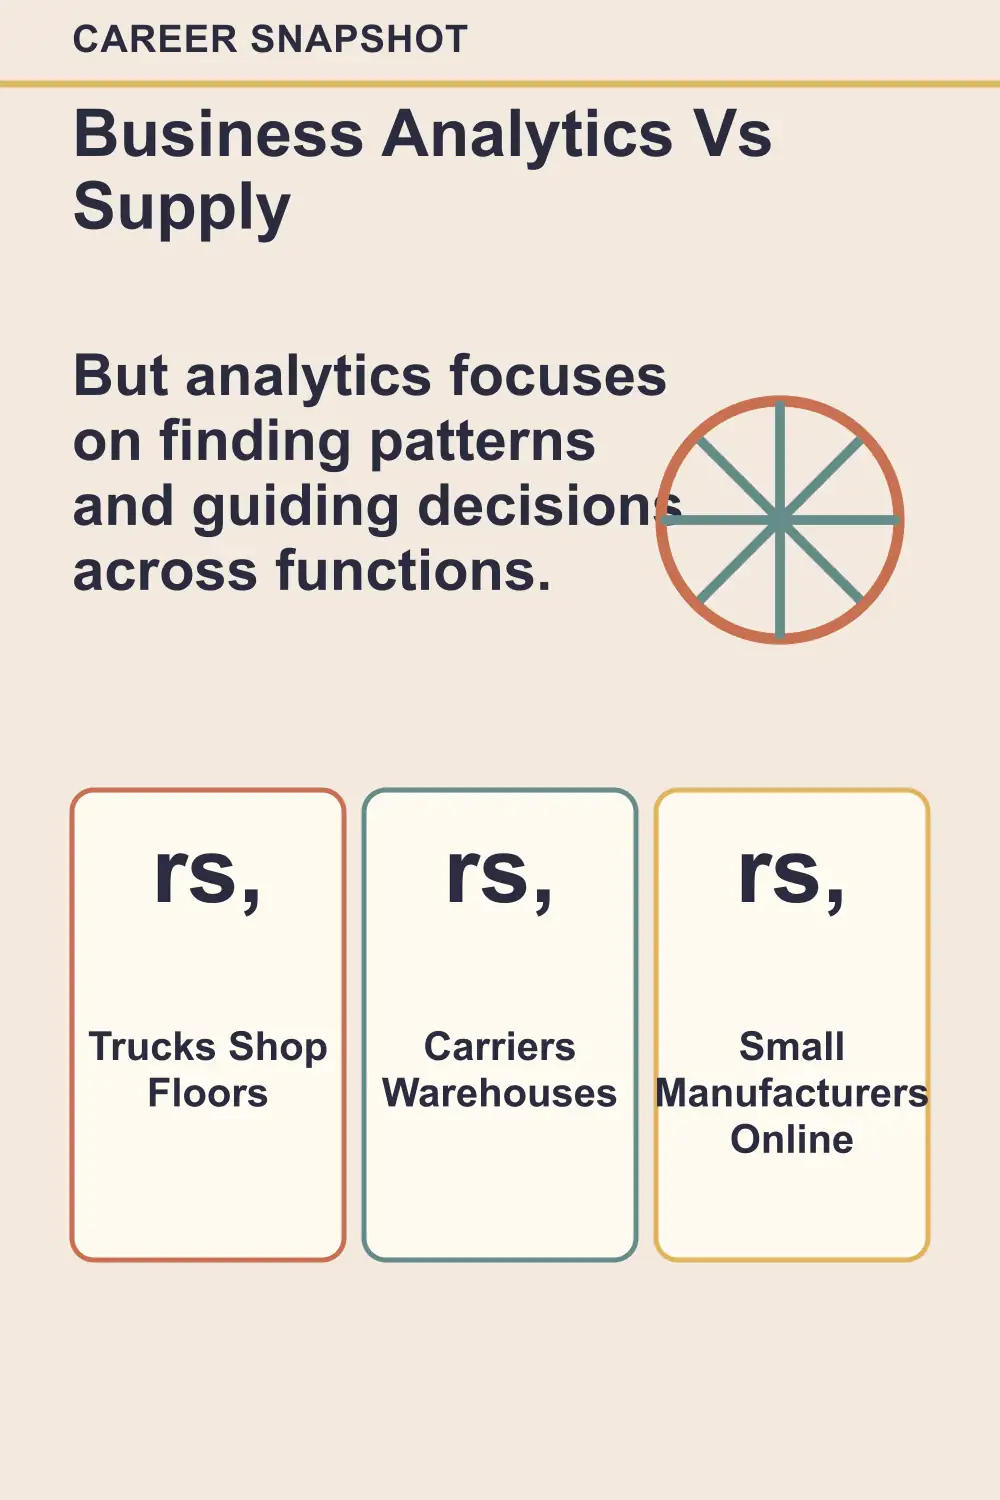 CAREER SNAPSHOT
Business Analytics Vs
Supply
But analytics focuses
on finding patterns
and guiding decisions
across functions.
rs,
Trucks Shop
Floors
rs,
Carriers
Warehouses
rs,
Small
Manufacturers
Online